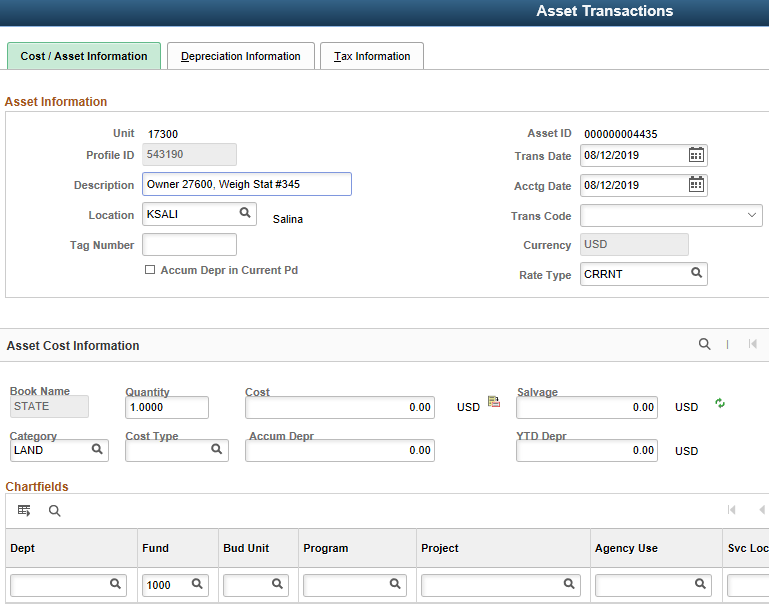 Asset Transactions
Cost / Asset Information Depreciation Information Tax Information
Asset Information
Unit 17300 Asset ID 000000004435
Profile ID 543190 Trans Date 08/12/2019
Description Owner 27600, Weigh Stat #345 Acctg Date 08/12/2019
Location KSALI Salina Trans Code
Tag Number Currency USD
Accum Depr in Current Pd Rate Type CRRNT
Asset Cost Information
Book Name Quantity Cost Salvage
STATE 1.0000 0.00 USD 0.00 USD
Category Cost Type Accum Depr YTD Depr
LAND 0.00 0.00 USD
Chartfields
Dept Fund Bud Unit Program Project Agency Use Svc Loc
1000